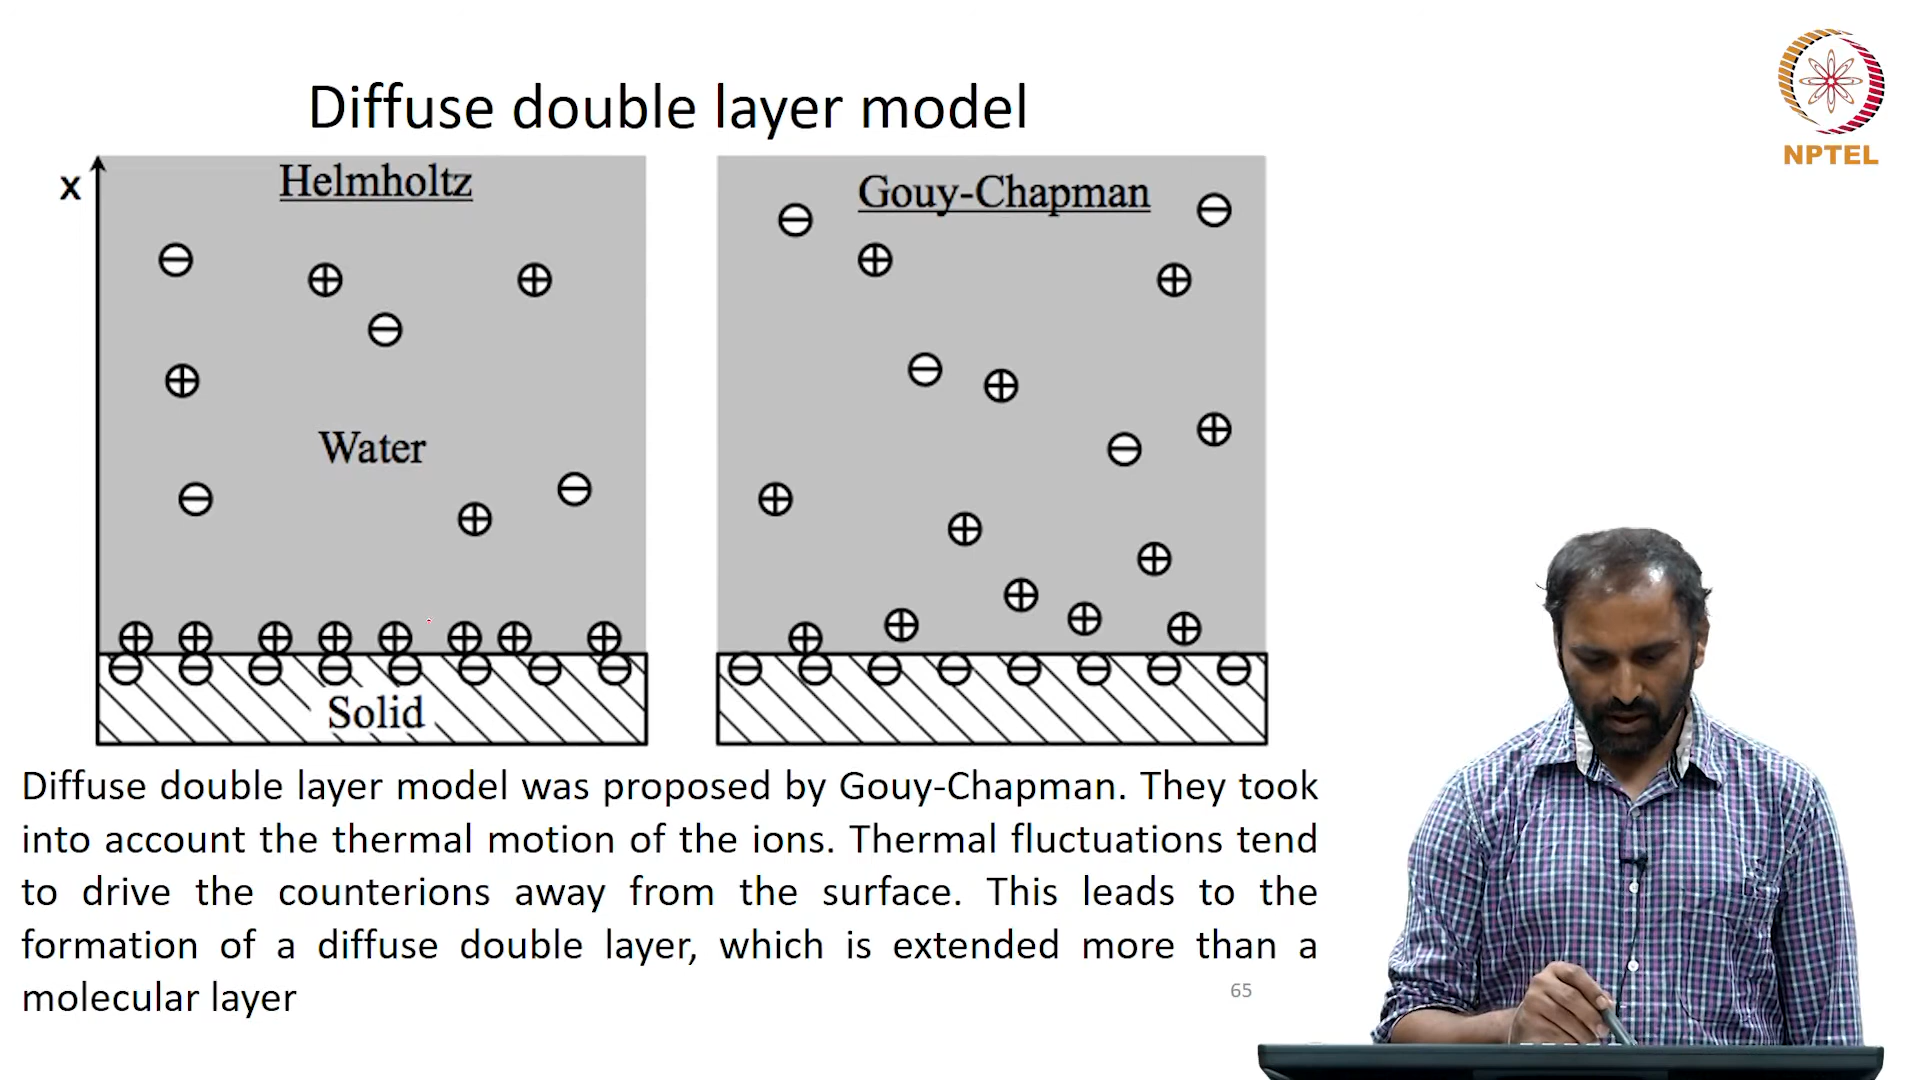 Diffuse double layer model
NPTEL
x
Helmholtz
Gouy-Chapman
Water
Solid
Diffuse double layer model was proposed by Gouy-Chapman. They took
into account the thermal motion of the ions. Thermal fluctuations tend
to drive the counterions away from the surface. This leads to the
formation of a diffuse double layer, which is extended more than a
molecular layer
65